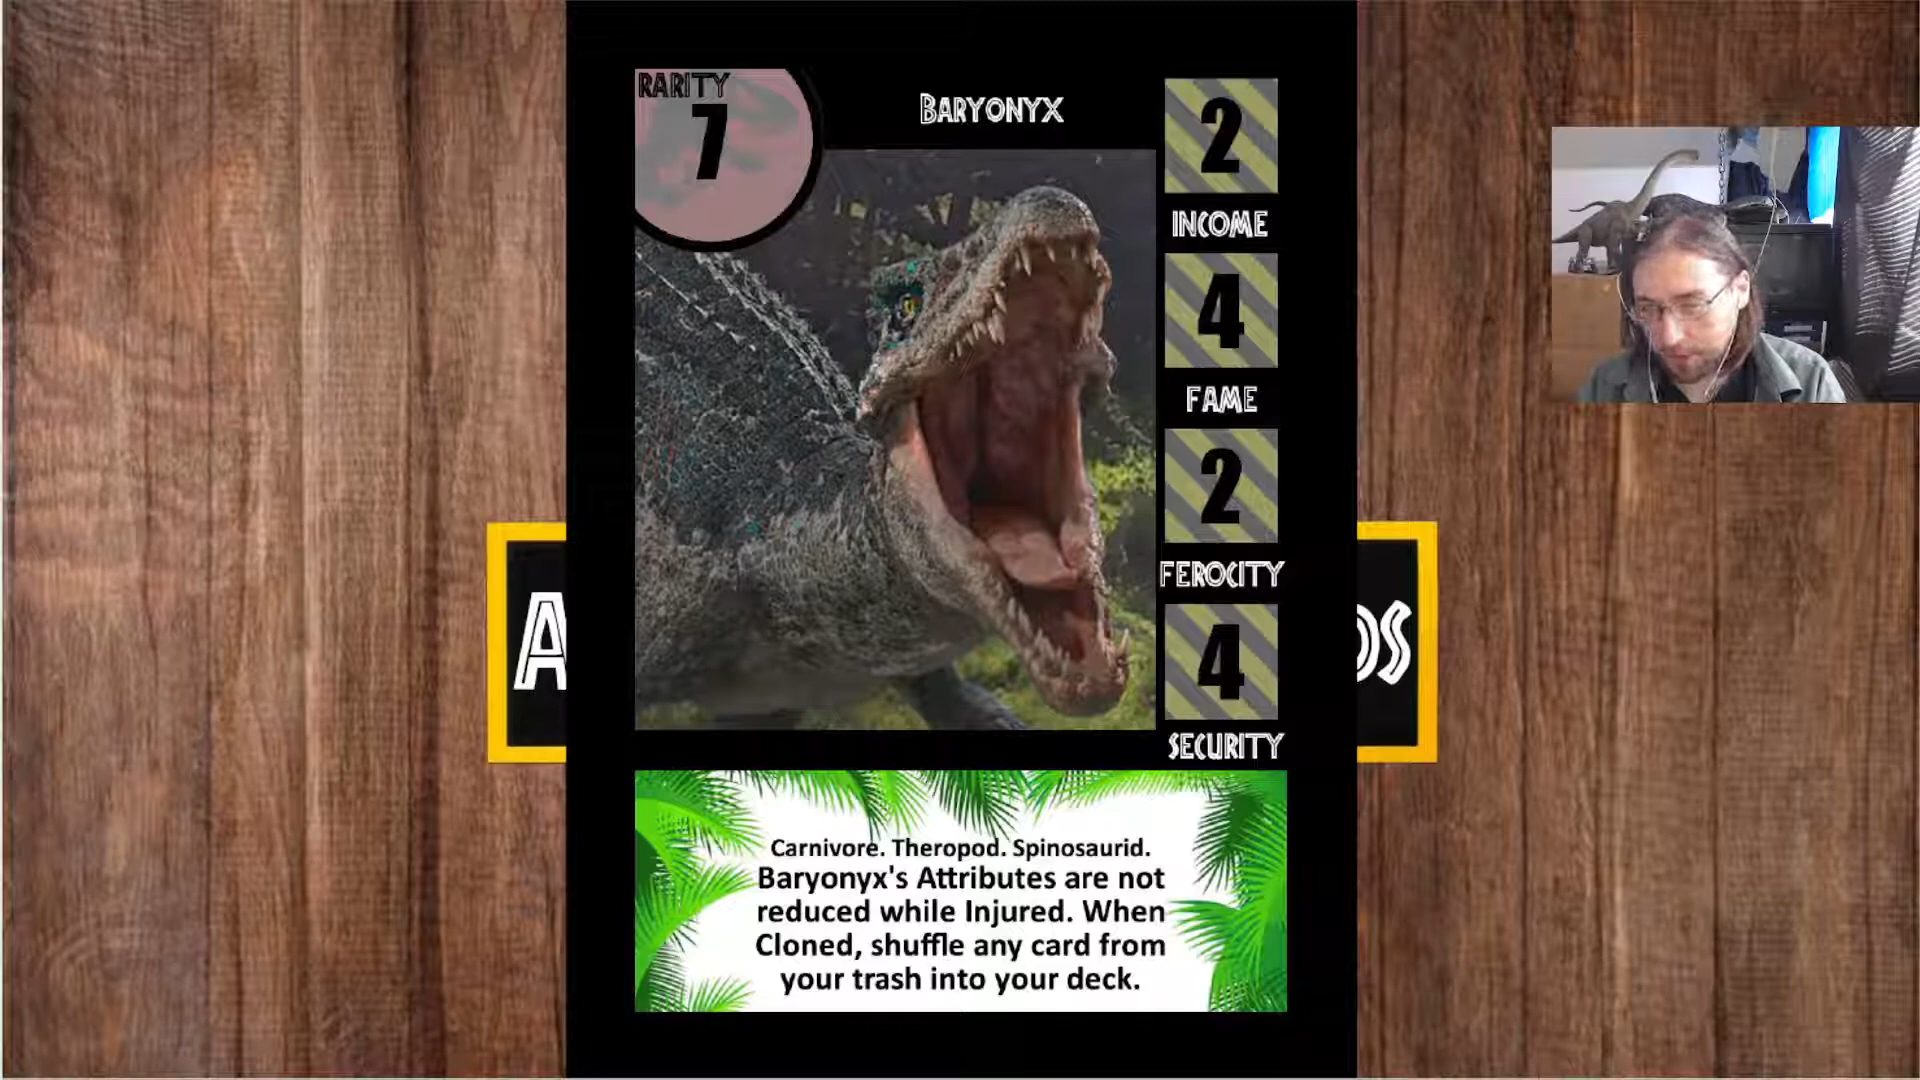 RARITY
7
BARYONYX
2
INCOME
4
FAME
2
FEROCITY
4
SECURITY
A
OS
Carnivore. Theropod. Spinosaurid.
Baryonyx's Attributes are not
reduced while Injured. When
Cloned, shuffle any card from
your trash into your deck.